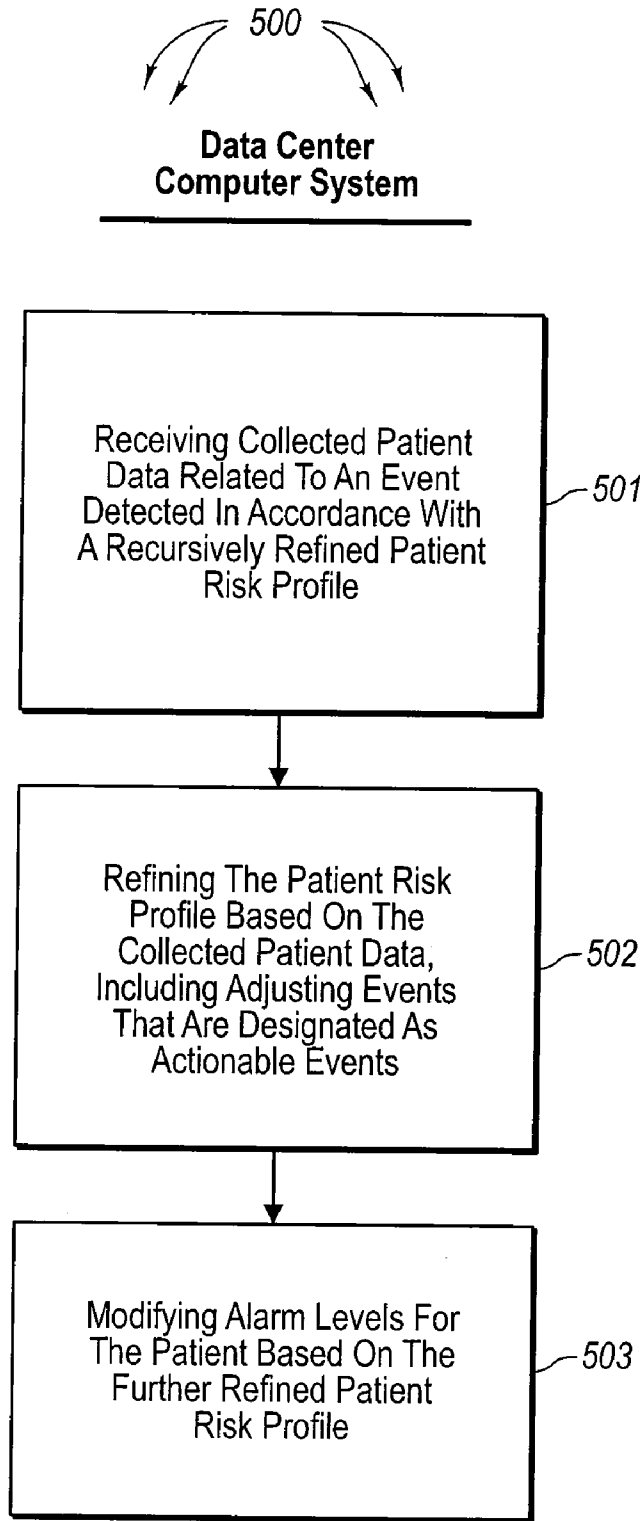 500
Data Center
Computer System
Receiving Collected Patient
Data Related To An Event
Detected In Accordance With
A Recursively Refined Patient
Risk Profile
501
Refining The Patient Risk
Profile Based On The
Collected Patient Data,
Including Adjusting Events
That Are Designated As
Actionable Events
502
Modifying Alarm Levels For
The Patient Based On The
Further Refined Patient
Risk Profile
503